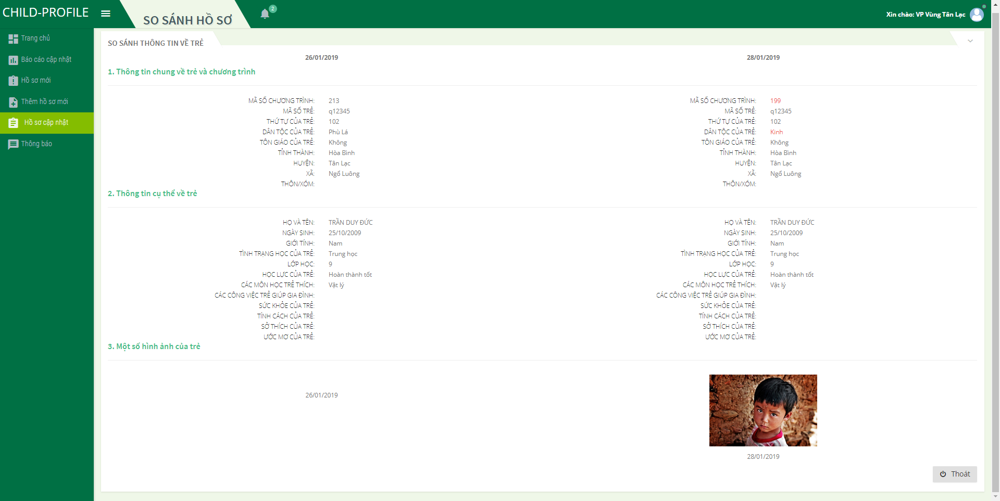 CHILD-PROFILE
SO SÁNH HỒ SƠ
2
Xin chào: VP Vùng Tân Lạc
Trang chủ
Báo cáo cập nhật
Hồ sơ mới
Thêm hồ sơ mới
Hồ sơ cập nhật
Thông báo
SO SÁNH THÔNG TIN VỀ TRẺ
26/01/2019 28/01/2019
1. Thông tin chung về trẻ và chương trình
MÃ SỐ CHƯƠNG TRÌNH: 213 MÃ SỐ CHƯƠNG TRÌNH: 199
MÃ SỐ TRẺ: q12345 MÃ SỐ TRẺ: q12345
THỨ TỰ CỦA TRẺ: 102 THỨ TỰ CỦA TRẺ: 102
DÂN TỘC CỦA TRẺ: Phù Lá DÂN TỘC CỦA TRẺ: Kinh
TÔN GIÁO CỦA TRẺ: Không TÔN GIÁO CỦA TRẺ: Không
TỈNH THÀNH: Hòa Bình TỈNH THÀNH: Hòa Bình
HUYỆN: Tân Lạc HUYỆN: Tân Lạc
XÃ: Ngổ Luông XÃ: Ngổ Luông
THÔN/XÓM: THÔN/XÓM:
2. Thông tin cụ thể về trẻ
HỌ VÀ TÊN: TRẦN DUY ĐỨC HỌ VÀ TÊN: TRẦN DUY ĐỨC
NGÀY SINH: 25/10/2009 NGÀY SINH: 25/10/2009
GIỚI TÍNH: Nam GIỚI TÍNH: Nam
TÌNH TRẠNG HỌC CỦA TRẺ: Trung học TÌNH TRẠNG HỌC CỦA TRẺ: Trung học
LỚP HỌC: 9 LỚP HỌC: 9
HỌC LỰC CỦA TRẺ: Hoàn thành tốt HỌC LỰC CỦA TRẺ: Hoàn thành tốt
CÁC MÔN HỌC TRẺ THÍCH: Vật lý CÁC MÔN HỌC TRẺ THÍCH: Vật lý
CÁC CÔNG VIỆC TRẺ GIÚP GIA ĐÌNH: CÁC CÔNG VIỆC TRẺ GIÚP GIA ĐÌNH:
SỨC KHỎE CỦA TRẺ: SỨC KHỎE CỦA TRẺ:
TÍNH CÁCH CỦA TRẺ: TÍNH CÁCH CỦA TRẺ:
SỞ THÍCH CỦA TRẺ: SỞ THÍCH CỦA TRẺ:
ƯỚC MƠ CỦA TRẺ: ƯỚC MƠ CỦA TRẺ:
3. Một số hình ảnh của trẻ
26/01/2019
28/01/2019
Thoát